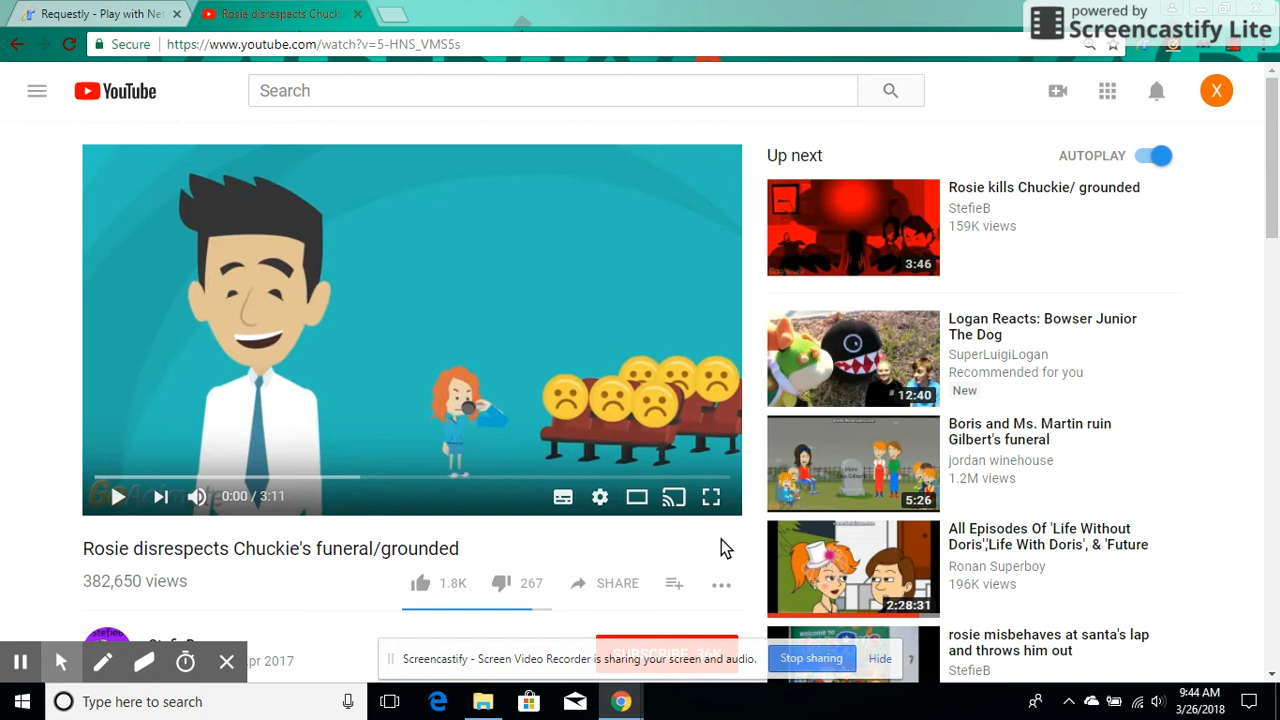 Requestly - Play with Net
Rosie disrespects Chucki
powered by
Screencastify Lite
Secure
https://www.youtube.com/watch?v=5-HNS_VMS5s
YouTube
Search
X
Up next
AUTOPLAY
Rosie kills Chuckie/ grounded
StefieB
159K views
3:46
Logan Reacts: Bowser Junior
The Dog
SuperLuigiLogan
Recommended for you
New
12:40
Boris and Ms. Martin ruin
Gilbert's funeral
jordan winehouse
1.2M views
5:26
All Episodes Of 'Life Without
Doris','Life With Doris', & 'Future
Ronan Superboy
196K views
2:28:31
rosie misbehaves at santa's lap
and throws him out
StefieB
0:00 / 3:11
Rosie disrespects Chuckie's funeral/grounded
382,650 views
1.8K
267
SHARE
pr 2017
Screencastify - Screen Video Recorder is sharing your screen and audio.
Stop sharing
Hide
Type here to search
9:44 AM
3/26/2018